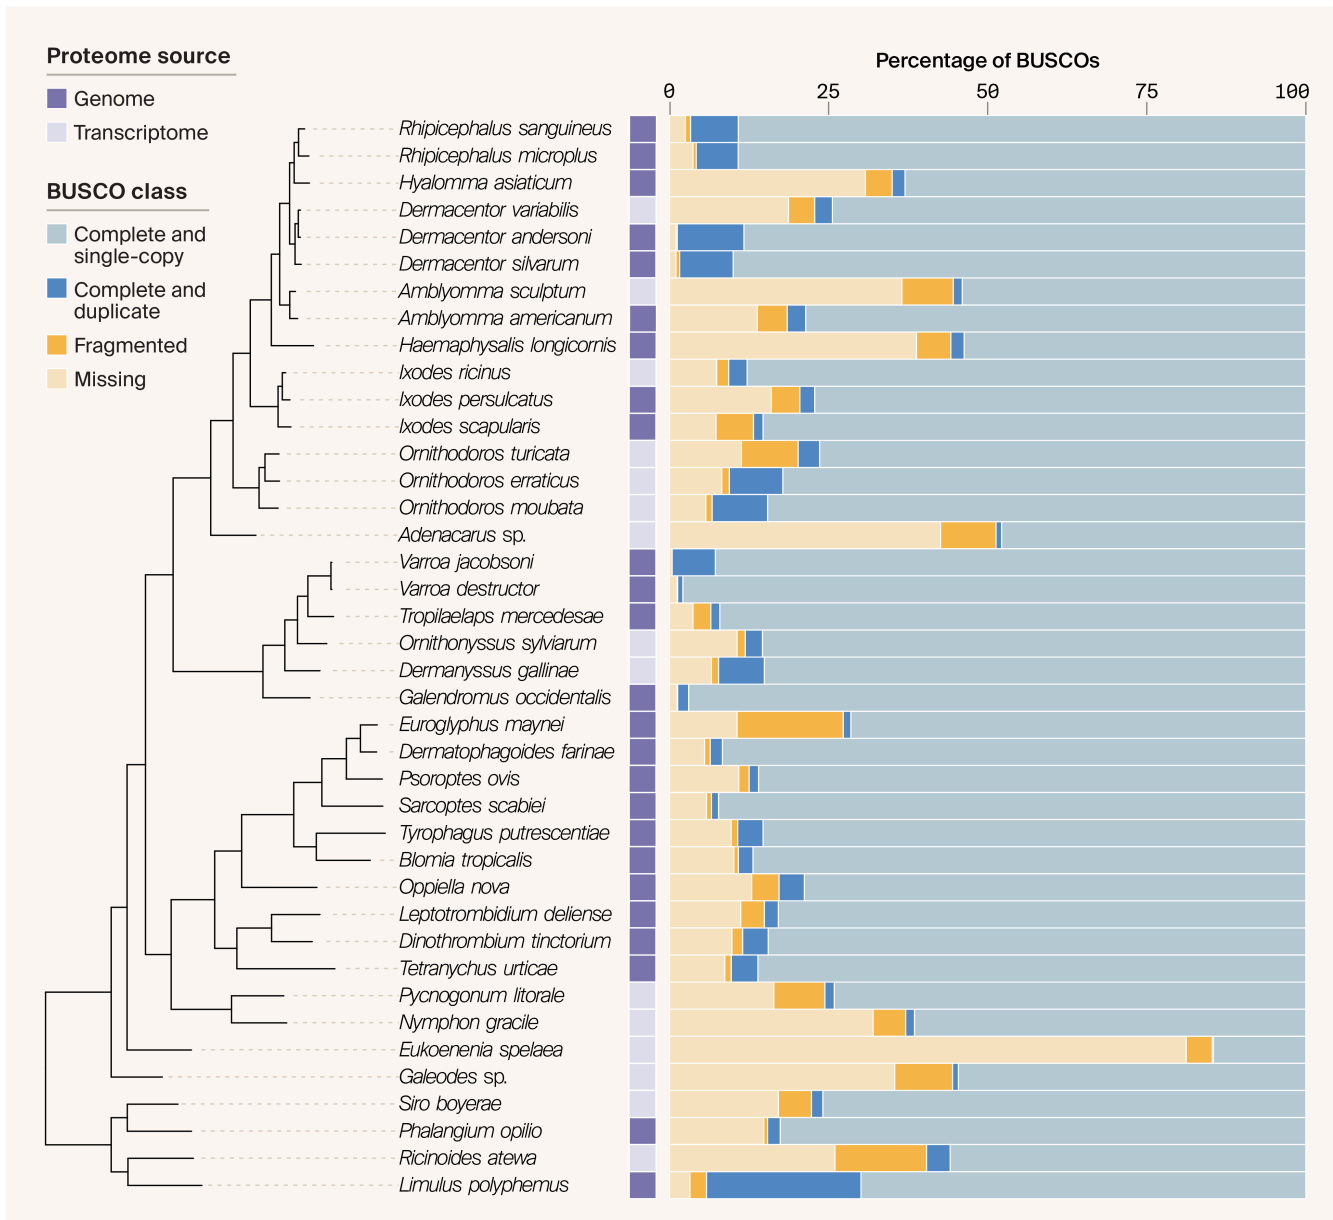 Proteome source
Genome
Transcriptome
BUSCO class
Complete and
single-copy
Complete and
duplicate
Fragmented
Missing
Percentage of BUSCOs
0 25 50 75 100
Rhipicephalus sanguineus
Rhipicephalus microplus
Hyalomma asiaticum
Dermacentor variabilis
Dermacentor andersoni
Dermacentor silvarum
Amblyomma sculptum
Amblyomma americanum
Haemaphysalis longicornis
Ixodes ricinus
Ixodes persulcatus
Ixodes scapularis
Ornithodoros turicata
Ornithodoros erraticus
Ornithodoros moubata
Adenacarus sp.
Varroa jacobsoni
Varroa destructor
Tropilaelaps mercedesae
Ornithonyssus sylviarum
Dermanyssus gallinae
Galendromus occidentalis
Euroglyphus maynei
Dermatophagoides farinae
Psoroptes ovis
Sarcoptes scabiei
Tyrophagus putrescentiae
Blomia tropicalis
Oppiella nova
Leptotrombidium deliense
Dinothrombium tinctorium
Tetranychus urticae
Pycnogonum litorale
Nymphon gracile
Eukoenenia spelaea
Galeodes sp.
Siro boyerae
Phalangium opilio
Ricinoides atewa
Limulus polyphemus